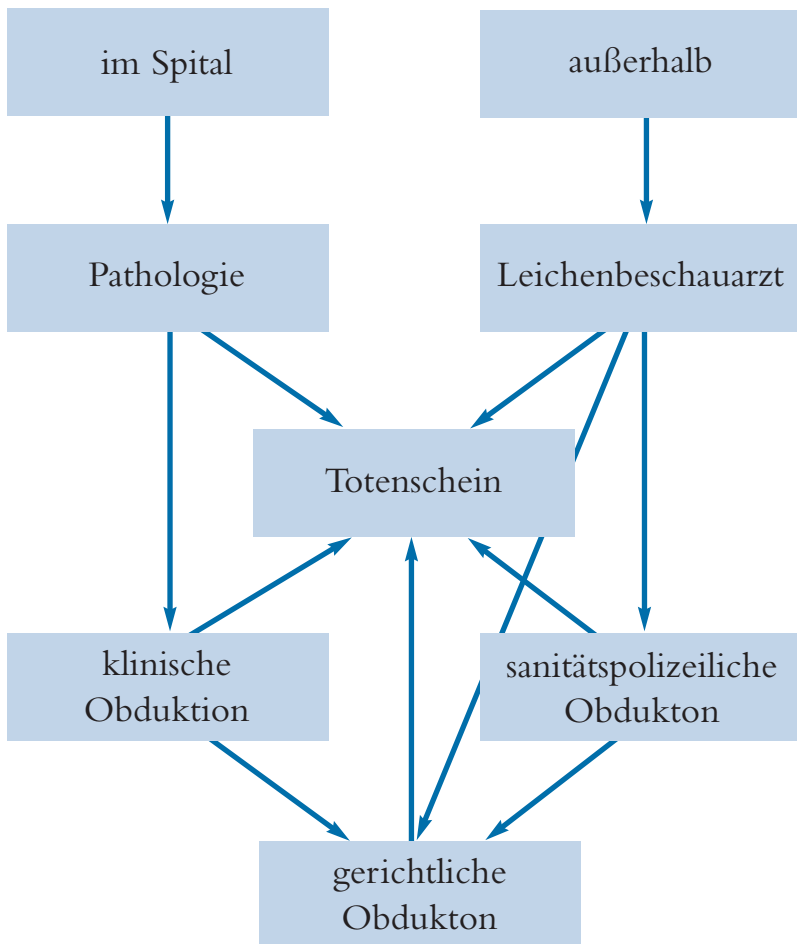 im Spital
außerhalb
Pathologie
Leichenbeschauarzt
Totenschein
klinische
Obduktion
sanitätspolizeiliche
Obdukton
gerichtliche
Obdukton